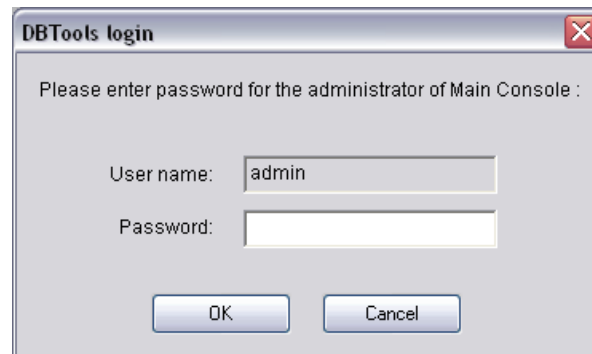 DBTools login
Please enter password for the administrator of Main Console :
User name: admin
Password:
OK Cancel